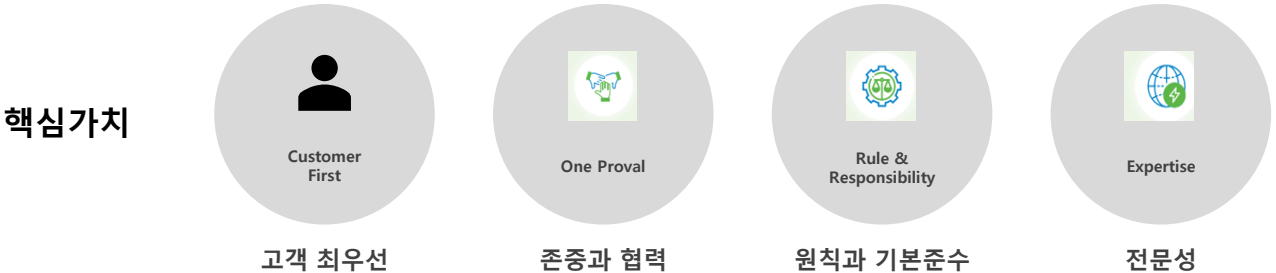 핵심가치
Customer
First
One Proval
Rule &
Responsibility
Expertise
고객 최우선
존중과 협력
원칙과 기본준수
전문성